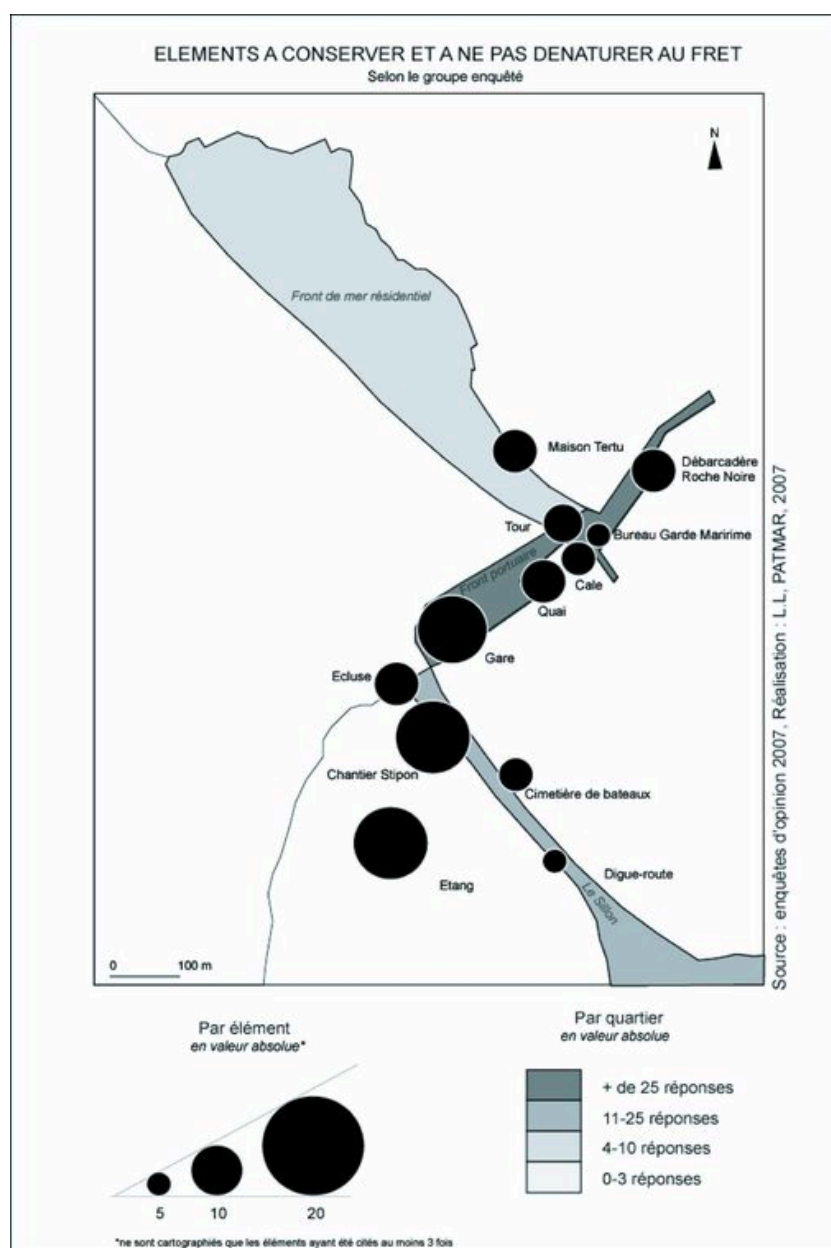 ELEMENTS A CONSERVER ET A NE PAS DENATURER AU FRET
Selon le groupe enquêté
N
Front de mer résidentiel
Maison Tertu
Débarcadère
Roche Noire
Tour
Bureau Garde Maririme
Front portuaire
Cale
Quai
Gare
Ecluse
Chantier Stipon
Cimetière de bateaux
Etang
Digue-route
Le Sillon
0 100 m
Source : enquêtes d'opinion 2007, Réalisation : L.L, PATMAR, 2007
Par élément
en valeur absolue*
5 10 20
Par quartier
en valeur absolue
+ de 25 réponses
11-25 réponses
4-10 réponses
0-3 réponses
*ne sont cartographiés que les éléments ayant été cités au moins 3 fois